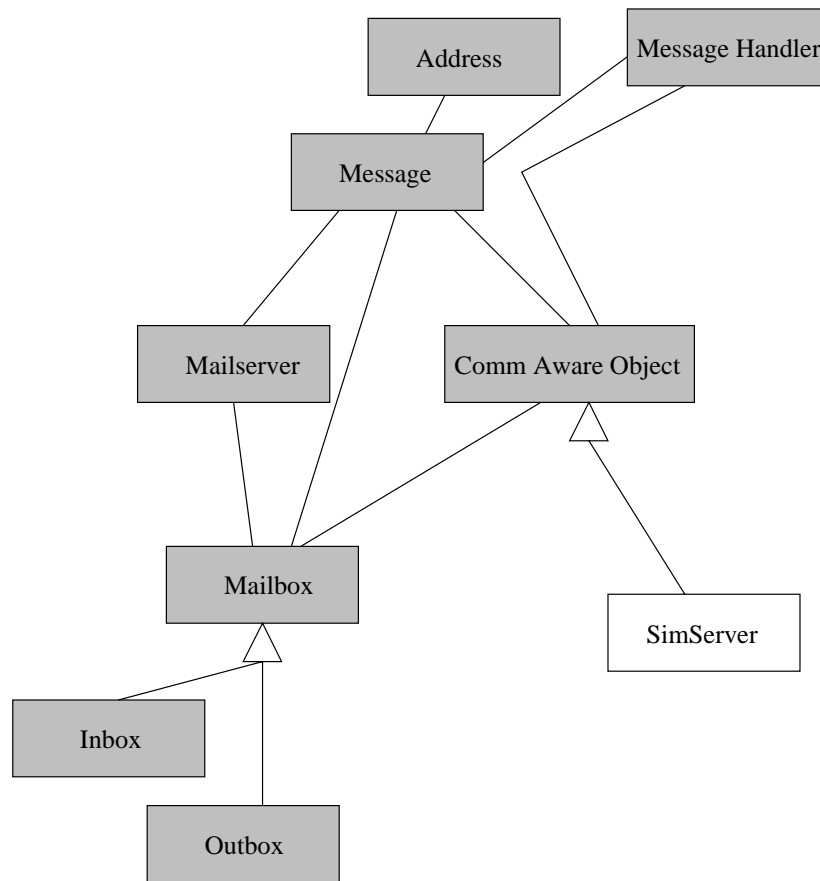 Message Handler
Address
Message
Mailserver
Comm Aware Object
Mailbox
SimServer
Inbox
Outbox